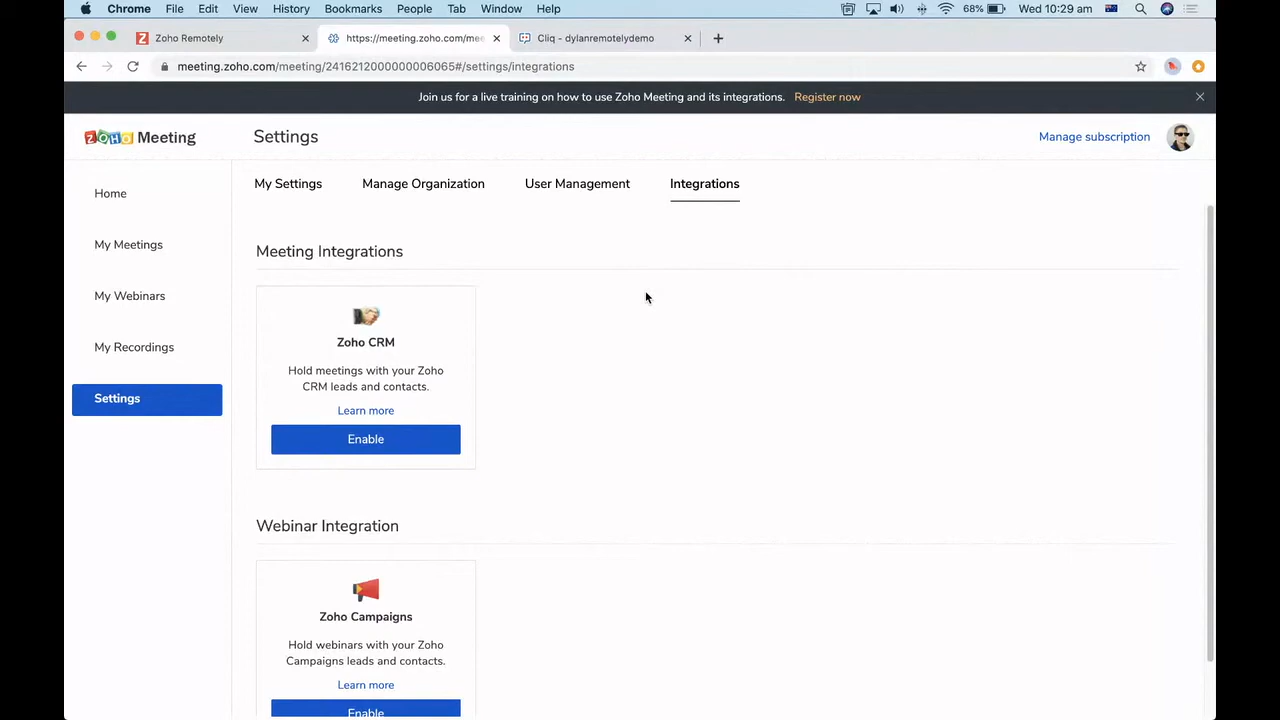 Chrome File Edit View History Bookmarks People Tab Window Help 68% Wed 10:29 am
Zoho Remotely https://meeting.zoho.com/mee Cliq - dylanremotelydemo
meeting.zoho.com/meeting/2416212000000006065#/settings/integrations
Join us for a live training on how to use Zoho Meeting and its integrations. Register now
ZOHO Meeting Settings Manage subscription
My Settings Manage Organization User Management Integrations
Home
My Meetings
My Webinars
My Recordings
Settings
Meeting Integrations
Zoho CRM
Hold meetings with your Zoho
CRM leads and contacts.
Learn more
Enable
Webinar Integration
Zoho Campaigns
Hold webinars with your Zoho
Campaigns leads and contacts.
Learn more
Enable